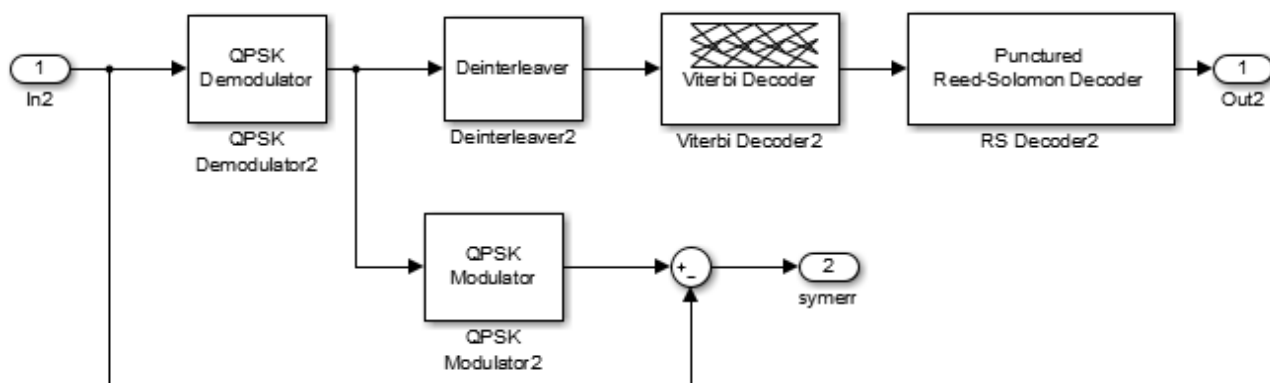 1
In2
QPSK
Demodulator
QPSK
Demodulator2
Deinterleaver
Deinterleaver2
Viterbi Decoder
Viterbi Decoder2
Punctured
Reed-Solomon Decoder
RS Decoder2
1
Out2
QPSK
Modulator
QPSK
Modulator2
+
-
2
symerr